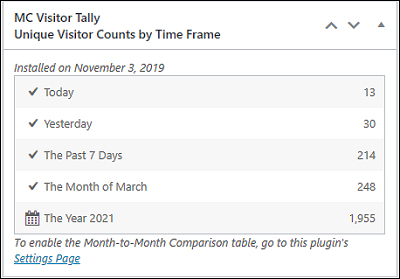 MC Visitor Tally
Unique Visitor Counts by Time Frame
Installed on November 3, 2019
Today 13
Yesterday 30
The Past 7 Days 214
The Month of March 248
The Year 2021 1,955
To enable the Month-to-Month Comparison table, go to this plugin's
Settings Page